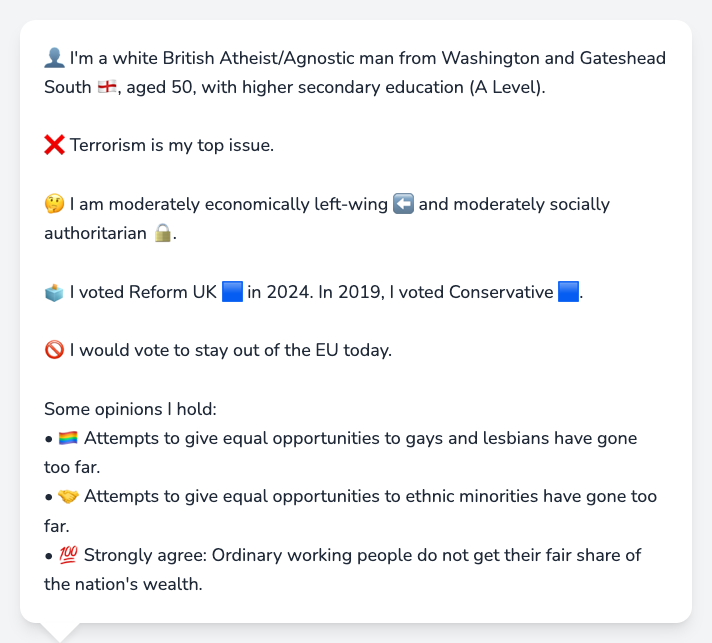 👤 I'm a white British Atheist/Agnostic man from Washington and Gateshead
South 🏴󠁧󠁢󠁥󠁮󠁧󠁿, aged 50, with higher secondary education (A Level).
❌ Terrorism is my top issue.
🤔 I am moderately economically left-wing ⬅️ and moderately socially
authoritarian 🔒.
🗳️ I voted Reform UK 🟦 in 2024. In 2019, I voted Conservative 🟦.
🚫 I would vote to stay out of the EU today.
Some opinions I hold:
• 🏳️‍🌈 Attempts to give equal opportunities to gays and lesbians have gone
too far.
• 🤝 Attempts to give equal opportunities to ethnic minorities have gone too
far.
• 💯 Strongly agree: Ordinary working people do not get their fair share of
the nation's wealth.